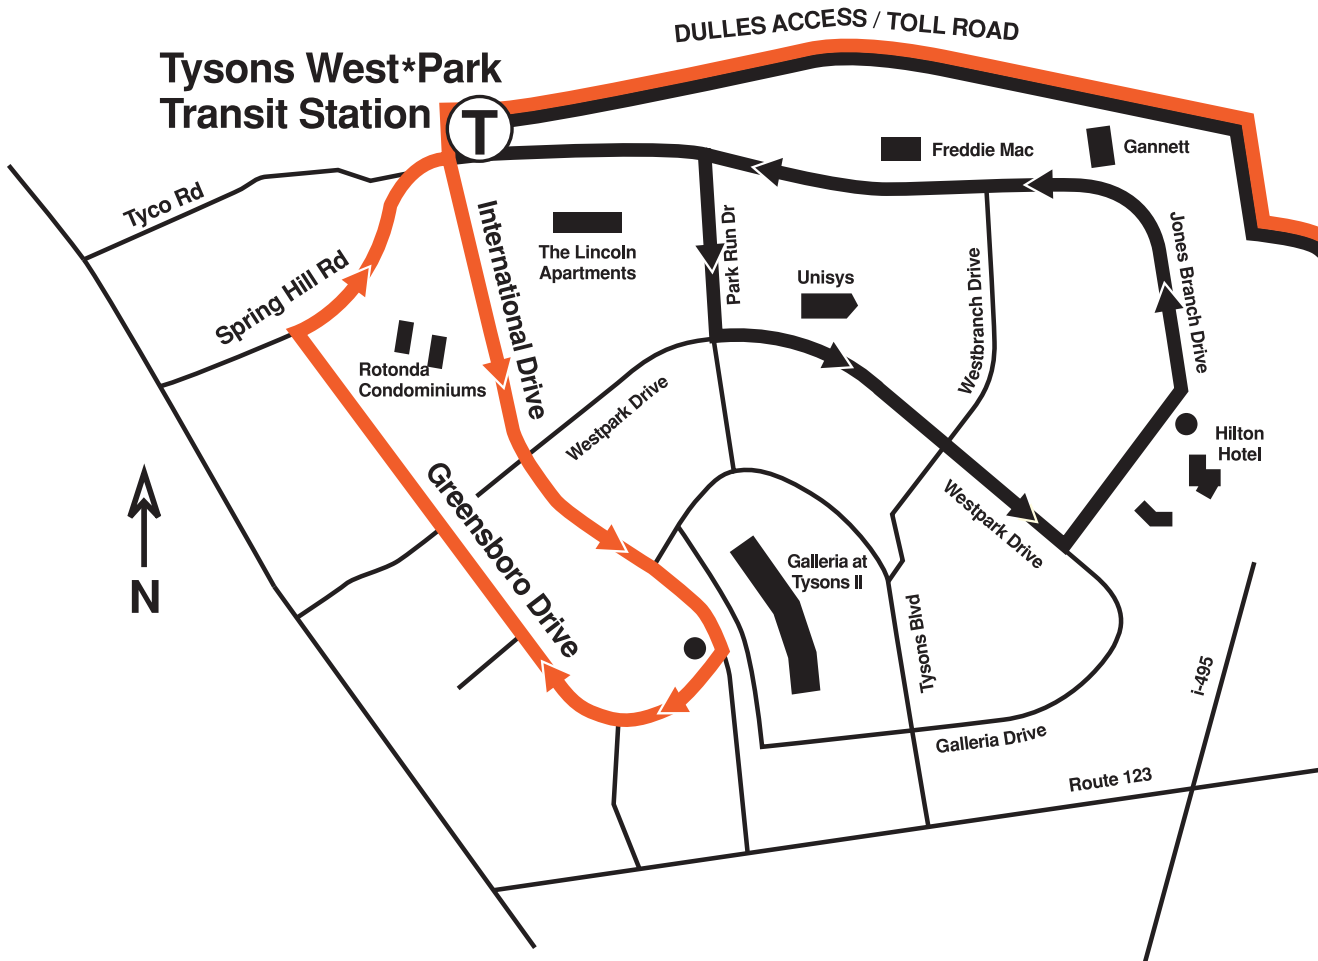 DULLES ACCESS / TOLL ROAD
Tysons West*Park
Transit Station
T
Freddie Mac
Gannett
Tyco Rd
International Drive
The Lincoln
Apartments
Park Run Dr
Jones Branch Drive
Spring Hill Rd
Unisys
Westbranch Drive
Rotonda
Condominiums
Westpark Drive
Hilton
Hotel
Greensboro Drive
Westpark Drive
N
Galleria at
Tysons II
Tysons Blvd
i-495
Galleria Drive
Route 123